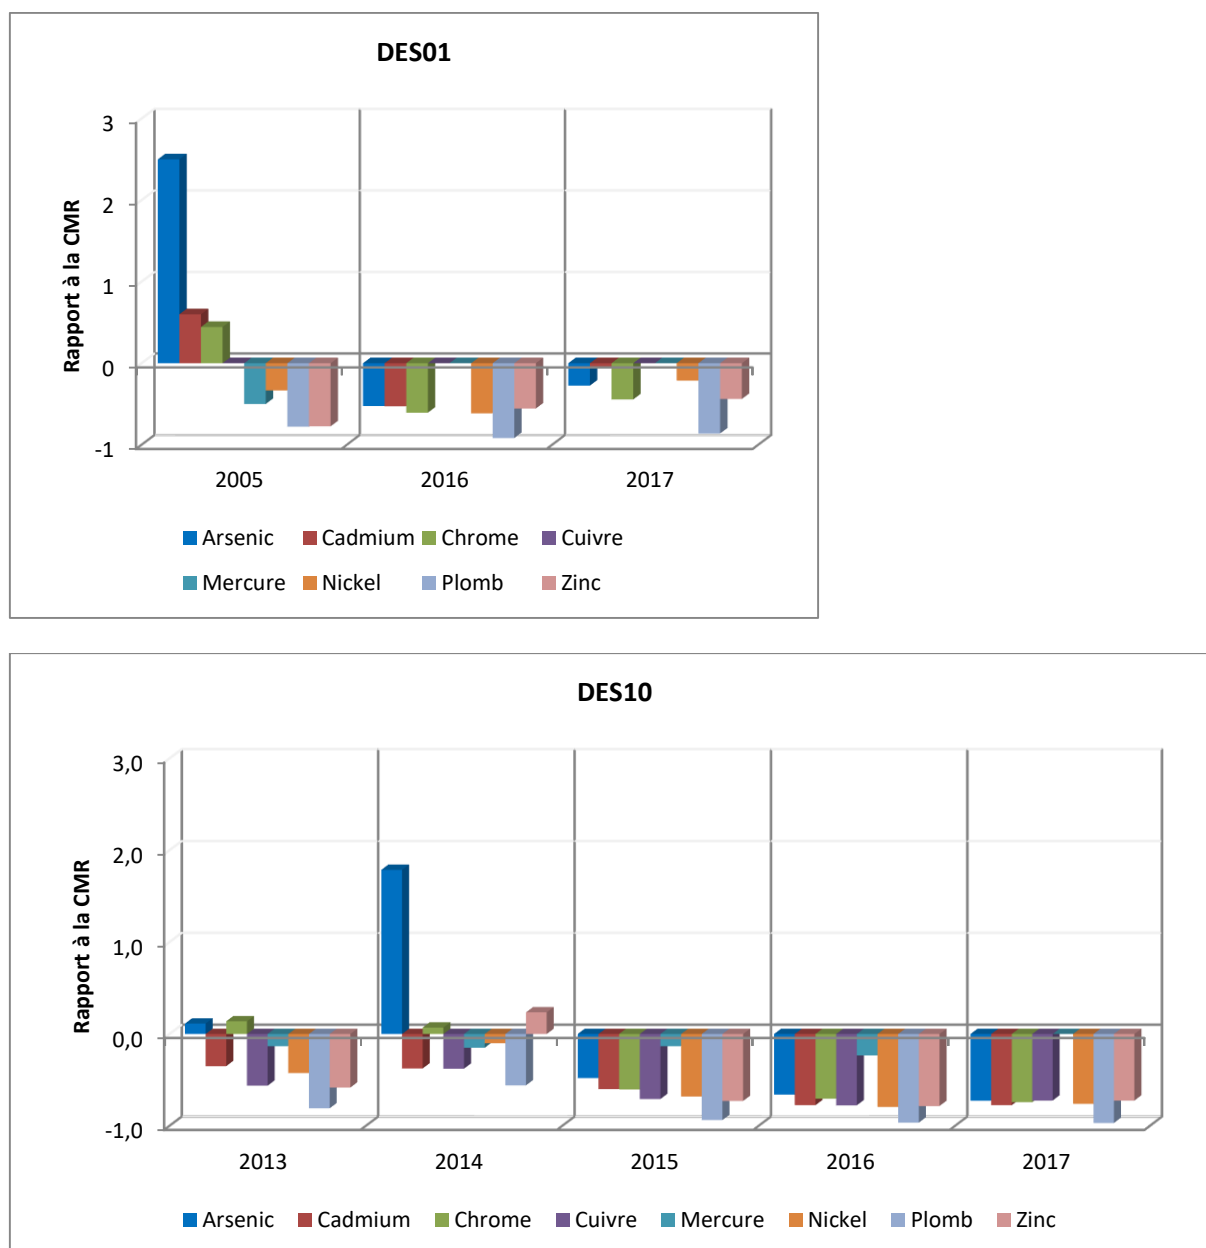 DES01
Rapport à la CMR
3
2
1
0
-1
2005 2016 2017
Arsenic Cadmium Chrome Cuivre
Mercure Nickel Plomb Zinc
DES10
Rapport à la CMR
3,0
2,0
1,0
0,0
-1,0
2013 2014 2015 2016 2017
Arsenic Cadmium Chrome Cuivre Mercure Nickel Plomb Zinc